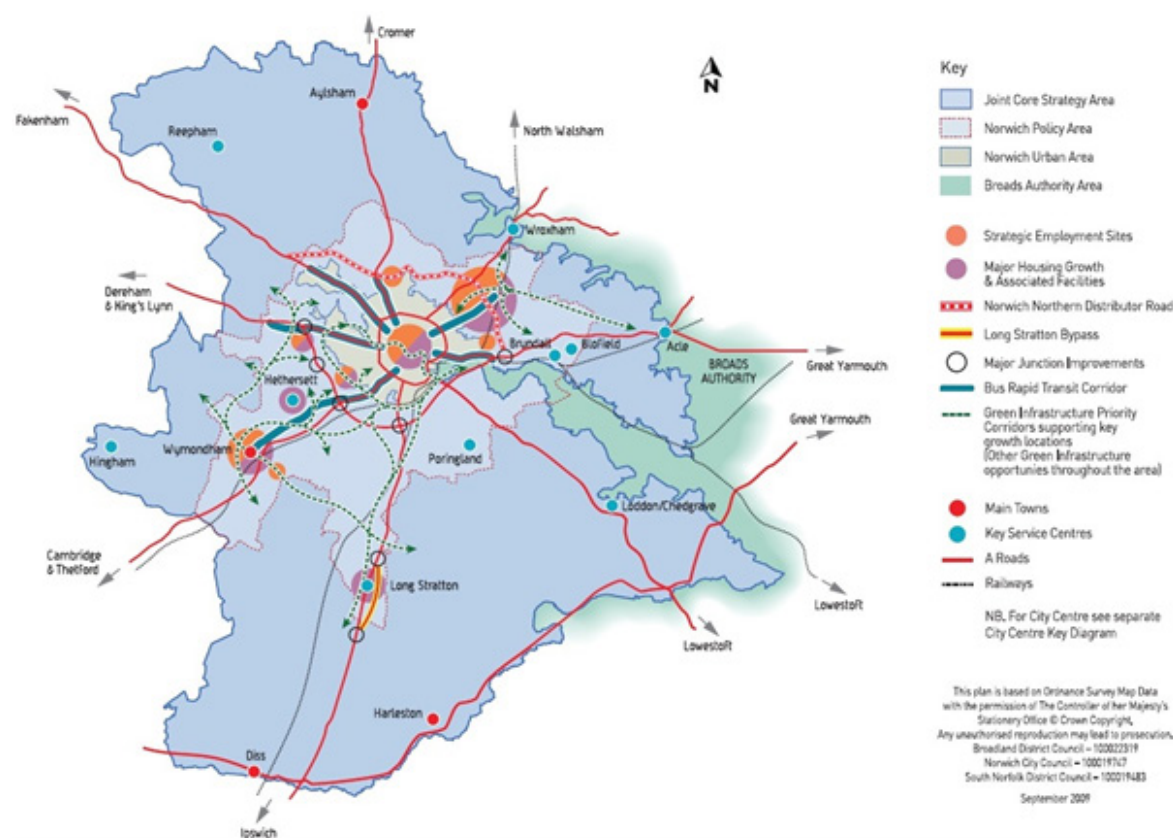 Cromer
Aylsham
Fakenham
Reepham
North Walsham
N
Wroxham
Dereham
& King's Lynn
Brundall
Blofield
Acle
BROADS
AUTHORITY
Great Yarmouth
Hethersett
Great Yarmouth
Wymondham
Hingham
Poringland
Loddon/Chedgrave
Cambridge
& Thetford
Long Stratton
Lowestoft
Lowestoft
Harleston
Diss
Ipswich
Key
Joint Core Strategy Area
Norwich Policy Area
Norwich Urban Area
Broads Authority Area
Strategic Employment Sites
Major Housing Growth
& Associated Facilities
Norwich Northern Distributor Road
Long Stratton Bypass
Major Junction Improvements
Bus Rapid Transit Corridor
Green Infrastructure Priority
Corridors supporting key
growth locations
(Other Green Infrastructure
opportunies throughout the area)
Main Towns
Key Service Centres
A Roads
Railways
NB. For City Centre see separate
City Centre Key Diagram
This plan is based on Ordnance Survey Map Data
with the permission of The Controller of her Majesty's
Stationery Office © Crown Copyright.
Any unauthorised reproduction may lead to prosecution.
Broadland District Council – 100022319
Norwich City Council – 100019747
South Norfolk District Council – 100019483
September 2009